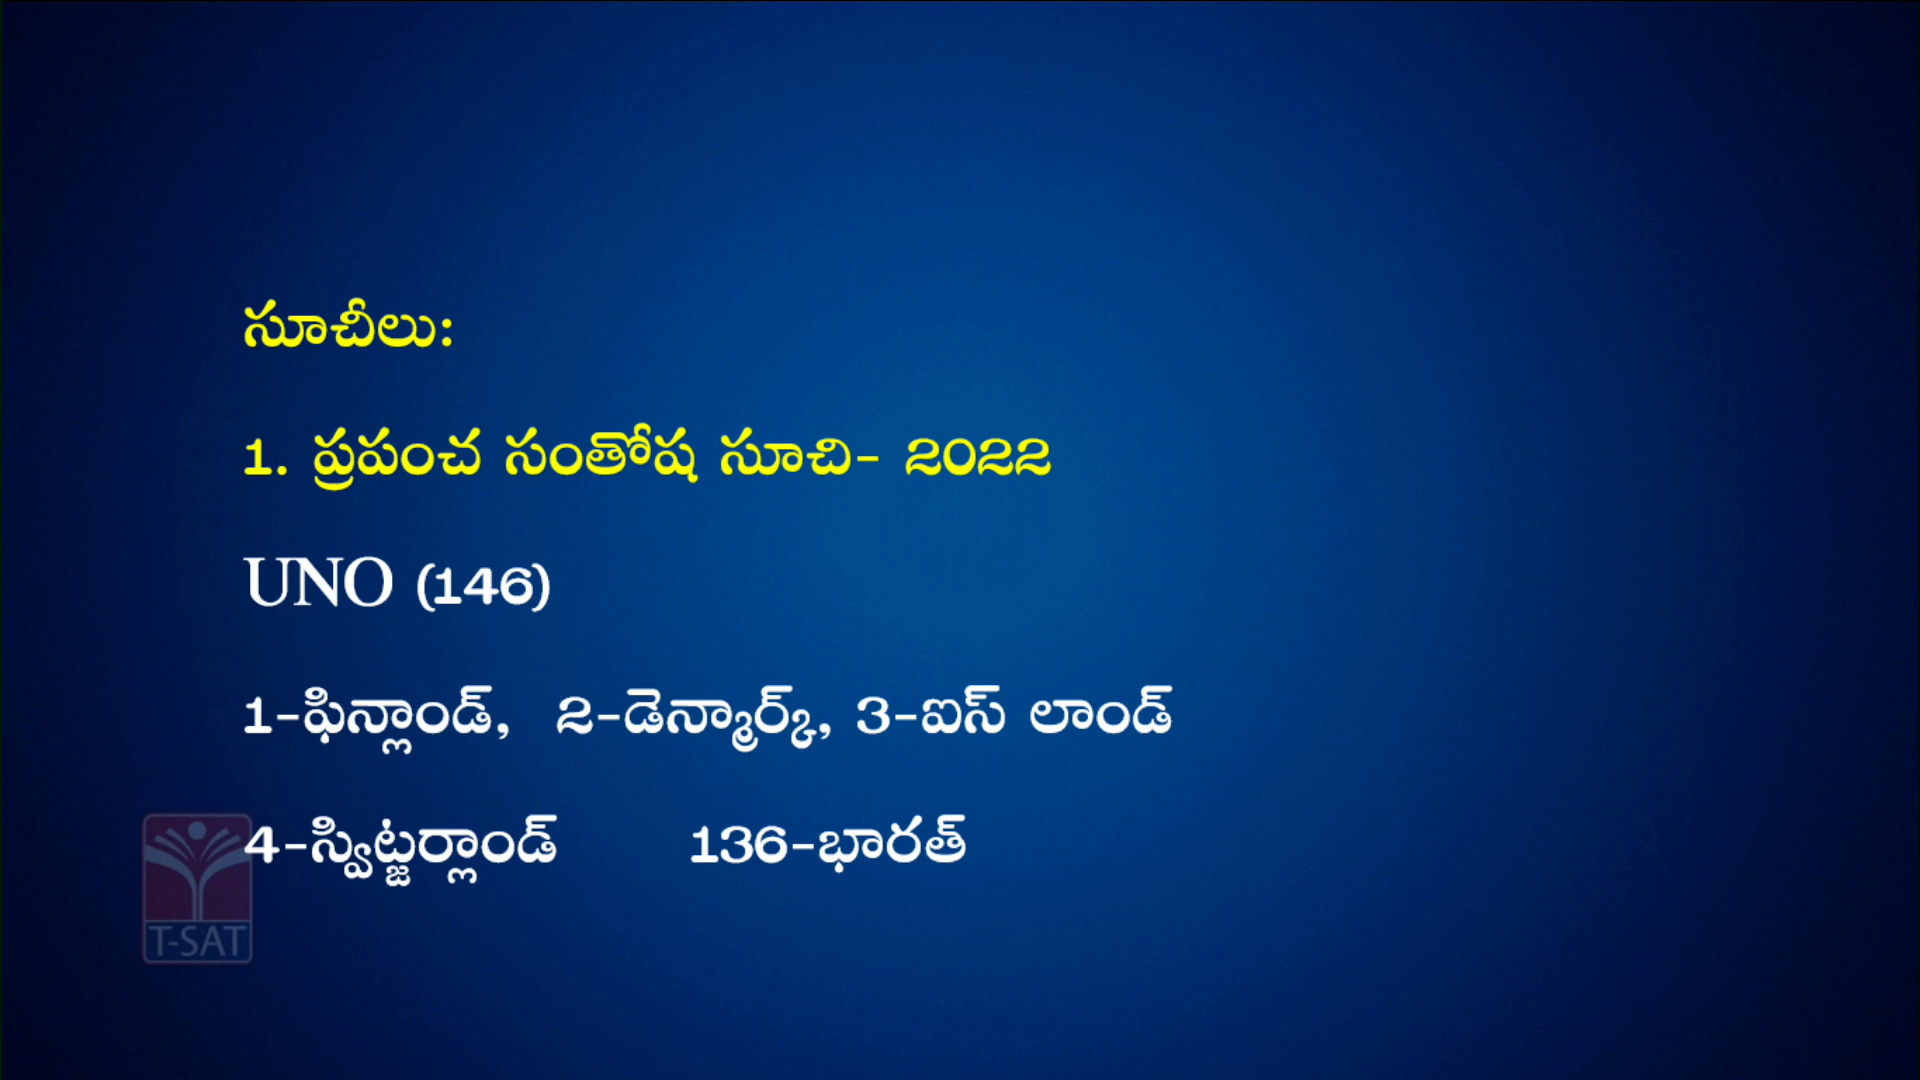 సూచీలు:
1. ప్రపంచ సంతోష సూచి- 2022
UNO (146)
1-ఫిన్లాండ్, 2-డెన్మార్క్, 3-ఐస్ లాండ్
4-స్విట్జర్లాండ్ 136-భారత్
T-SAT